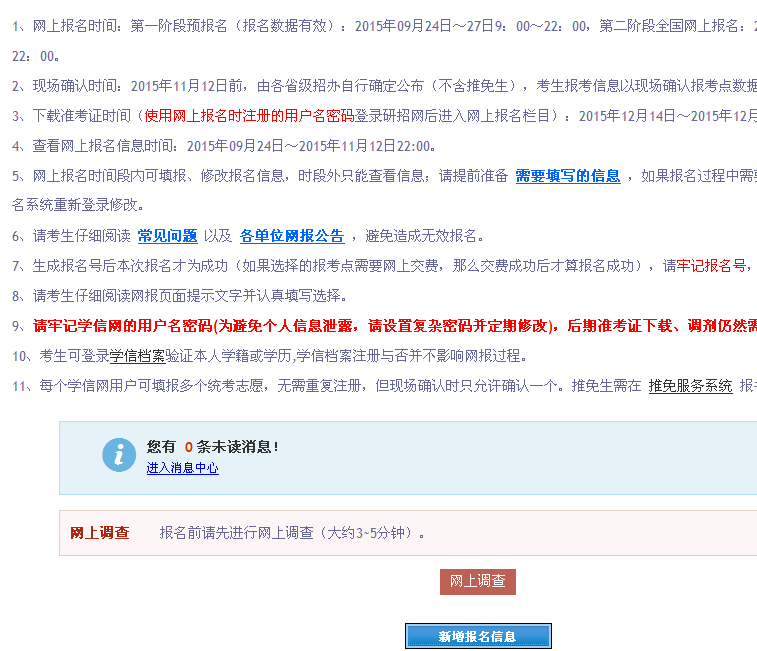 1、网上报名时间：第一阶段预报名（报名数据有效）：2015年09月24日～27日9：00～22：00，第二阶段全国网上报名：2
22：00。
2、现场确认时间：2015年11月12日前，由各省级招办自行确定公布（不含推免生），考生报考信息以现场确认报考点数据
3、下载准考证时间（使用网上报名时注册的用户名密码登录研招网后进入网上报名栏目）：2015年12月14日～2015年12月
4、查看网上报名信息时间：2015年09月24日～2015年11月12日22:00。
5、网上报名时间段内可填报、修改报名信息，时段外只能查看信息；请提前准备 需要填写的信息 ，如果报名过程中需要
名系统重新登录修改。
6、请考生仔细阅读 常见问题 以及 各单位网报公告 ，避免造成无效报名。
7、生成报名号后本次报名才为成功（如果选择的报考点需要网上交费，那么交费成功后才算报名成功），请牢记报名号，
8、请考生仔细阅读网报页面提示文字并认真填写选择。
9、请牢记学信网的用户名密码(为避免个人信息泄露，请设置复杂密码并定期修改)，后期准考证下载、调剂仍然需
10、考生可登录学信档案验证本人学籍或学历,学信档案注册与否并不影响网报过程。
11、每个学信网用户可填报多个统考志愿，无需重复注册，但现场确认时只允许确认一个。推免生需在 推免服务系统 报考
您有 0 条未读消息!
进入消息中心
网上调查 报名前请先进行网上调查（大约3~5分钟）。
网上调查
新增报名信息